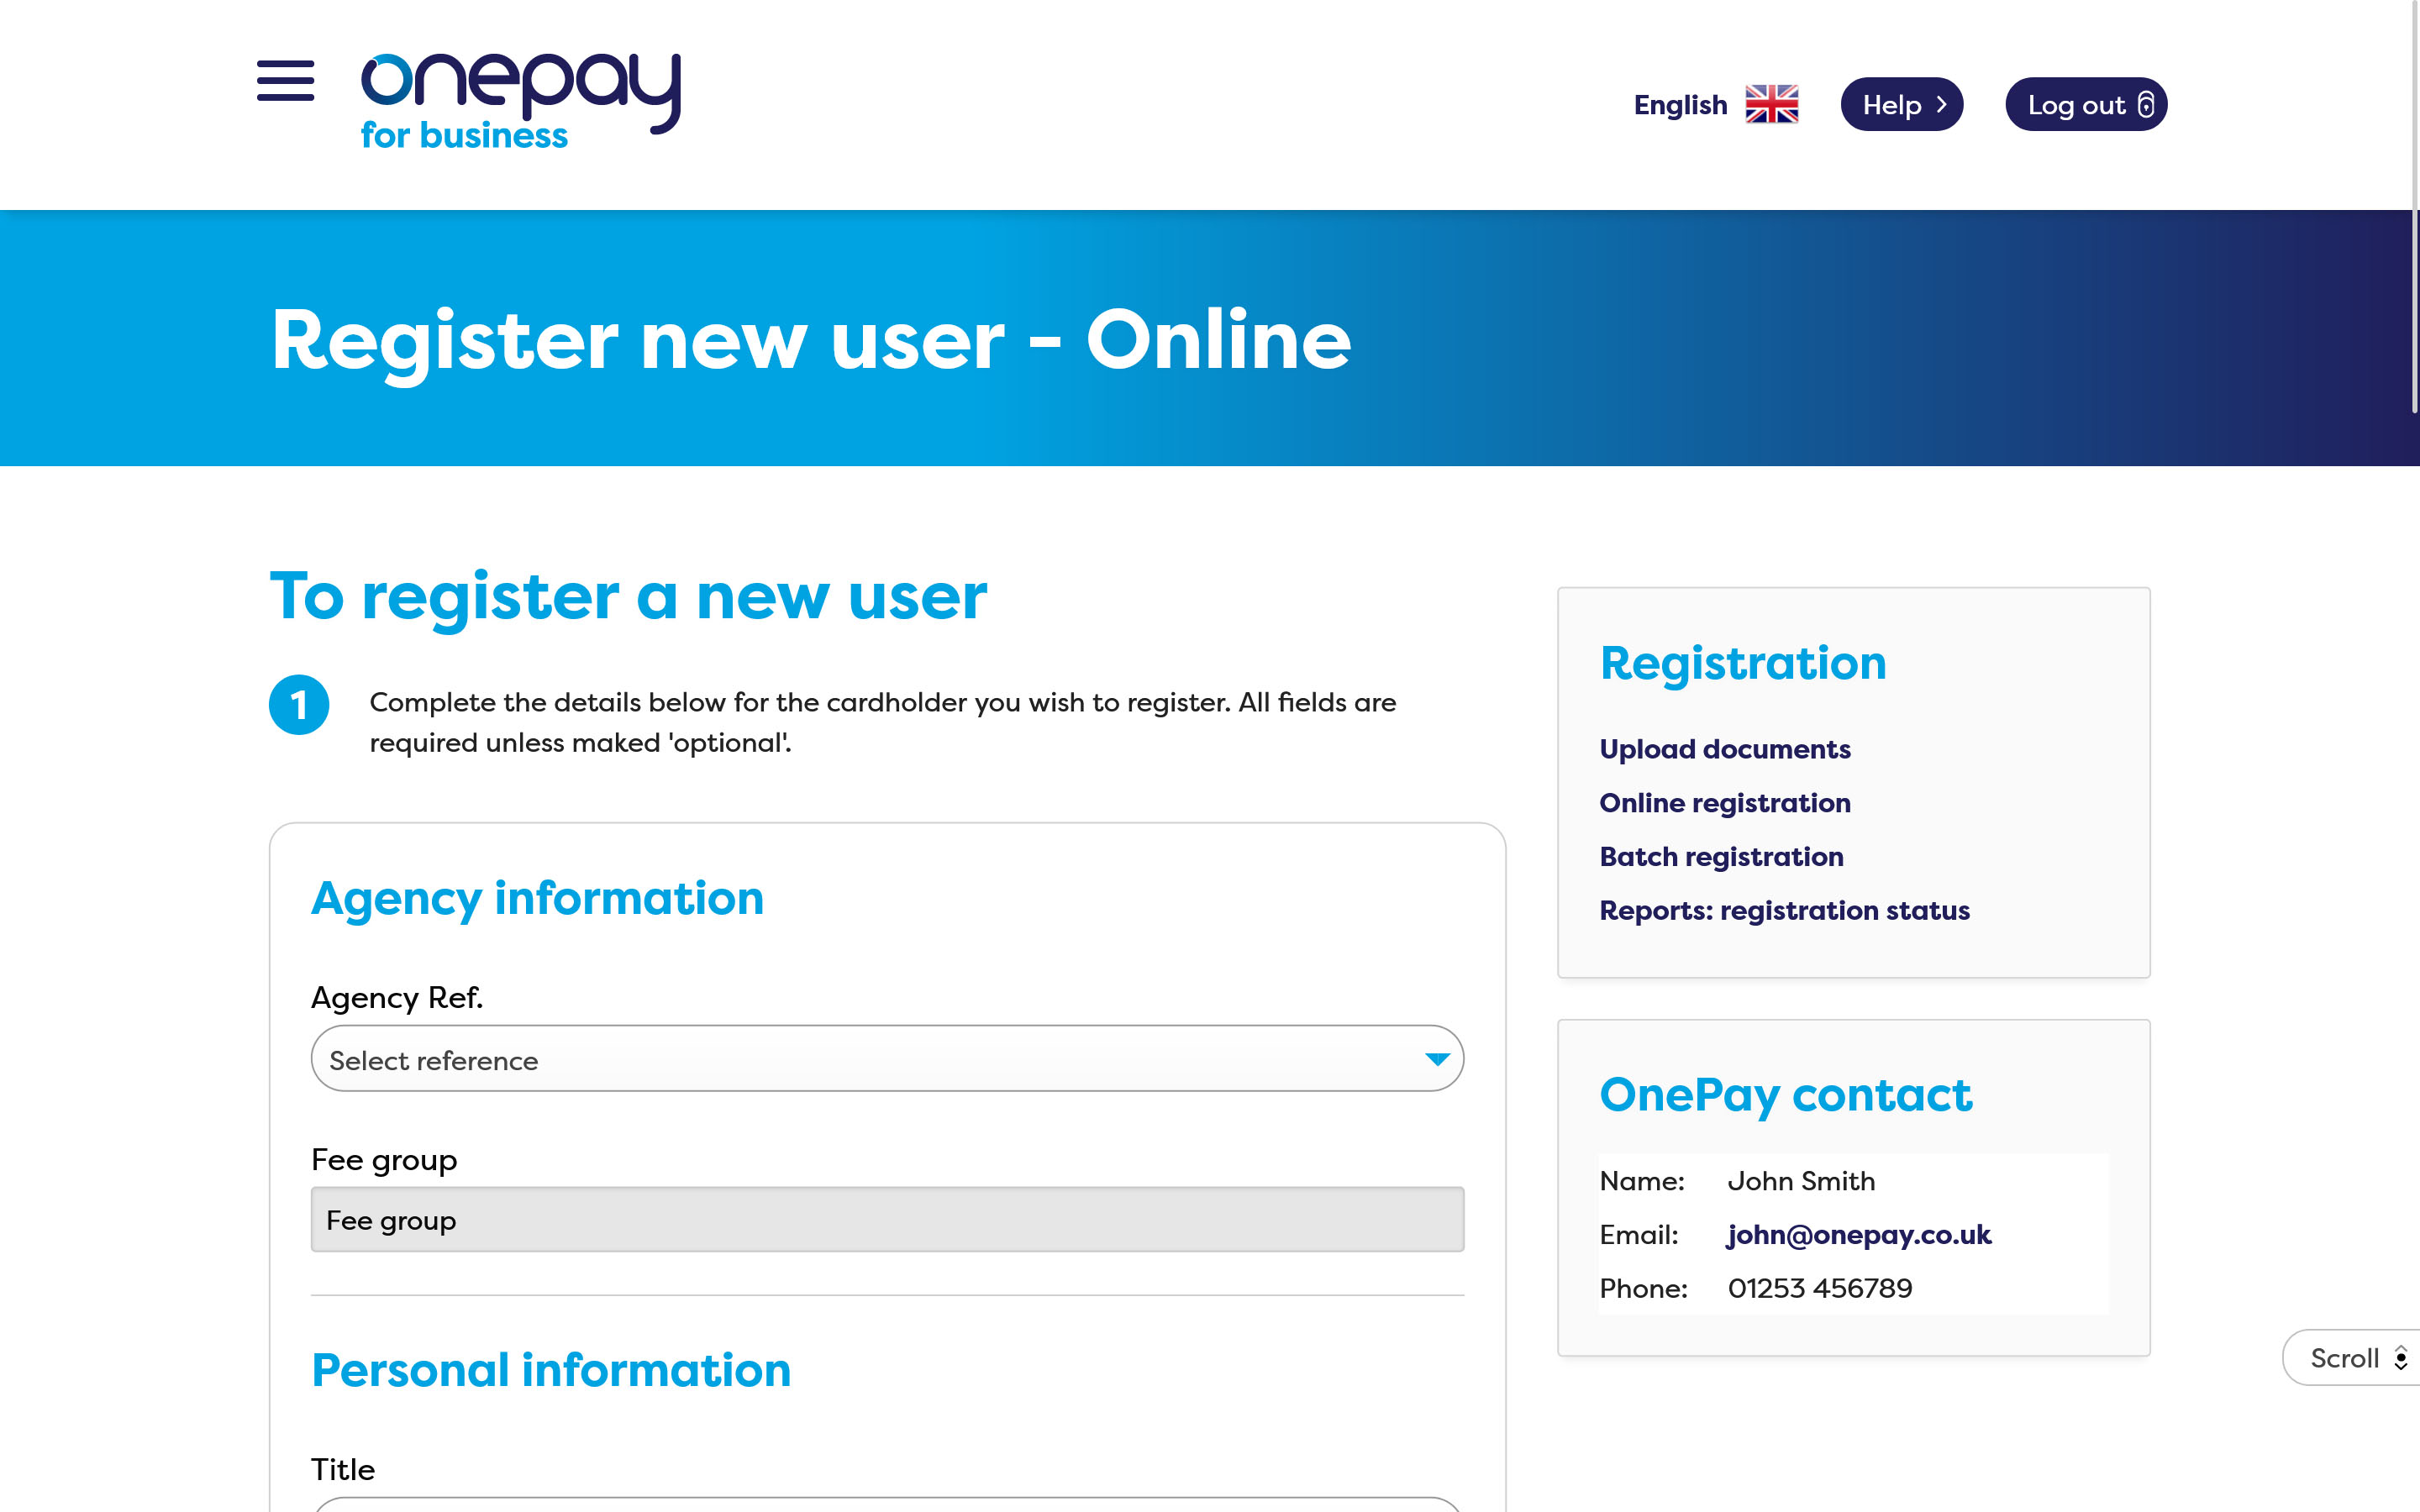 onepay
for business
English
Help
Log out
Register new user - Online
To register a new user
1
Complete the details below for the cardholder you wish to register. All fields are
required unless maked 'optional'.
Agency information
Agency Ref.
Select reference
Fee group
Fee group
Personal information
Title
Registration
Upload documents
Online registration
Batch registration
Reports: registration status
OnePay contact
Name: John Smith
Email: john@onepay.co.uk
Phone: 01253 456789
Scroll